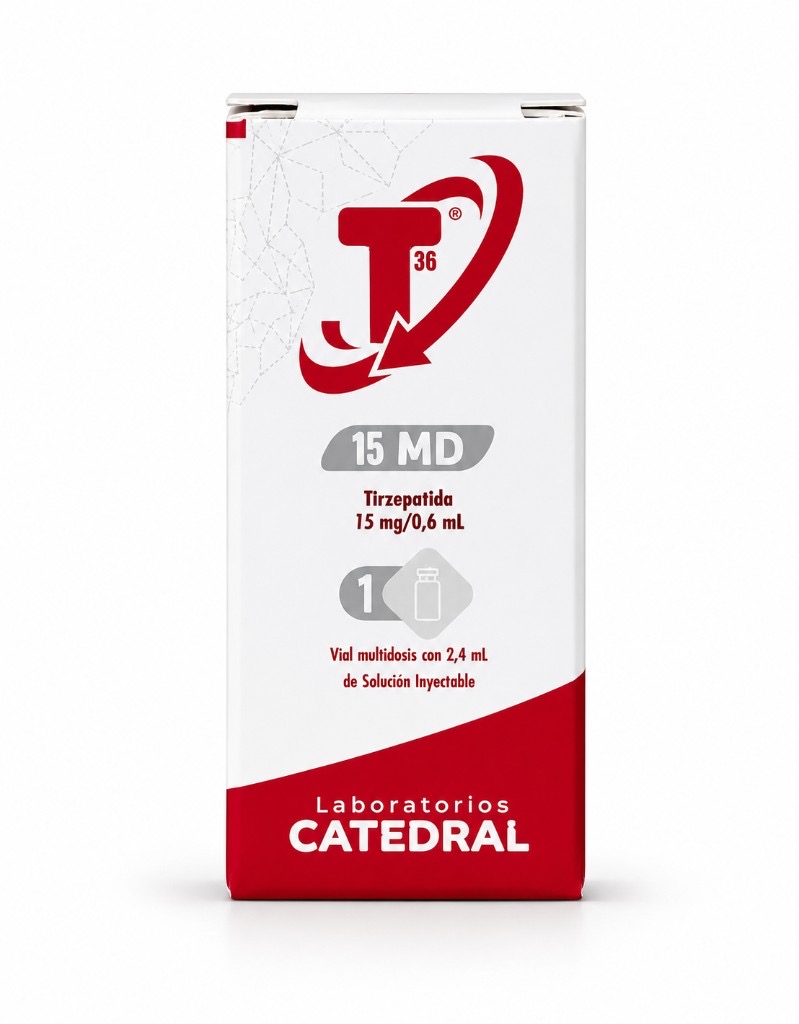 T®
36
15 MD
Tirzepatida
15 mg/0,6 mL
1
Vial multidosis con 2,4 mL
de Solución Inyectable
Laboratorios
CATEDRAL